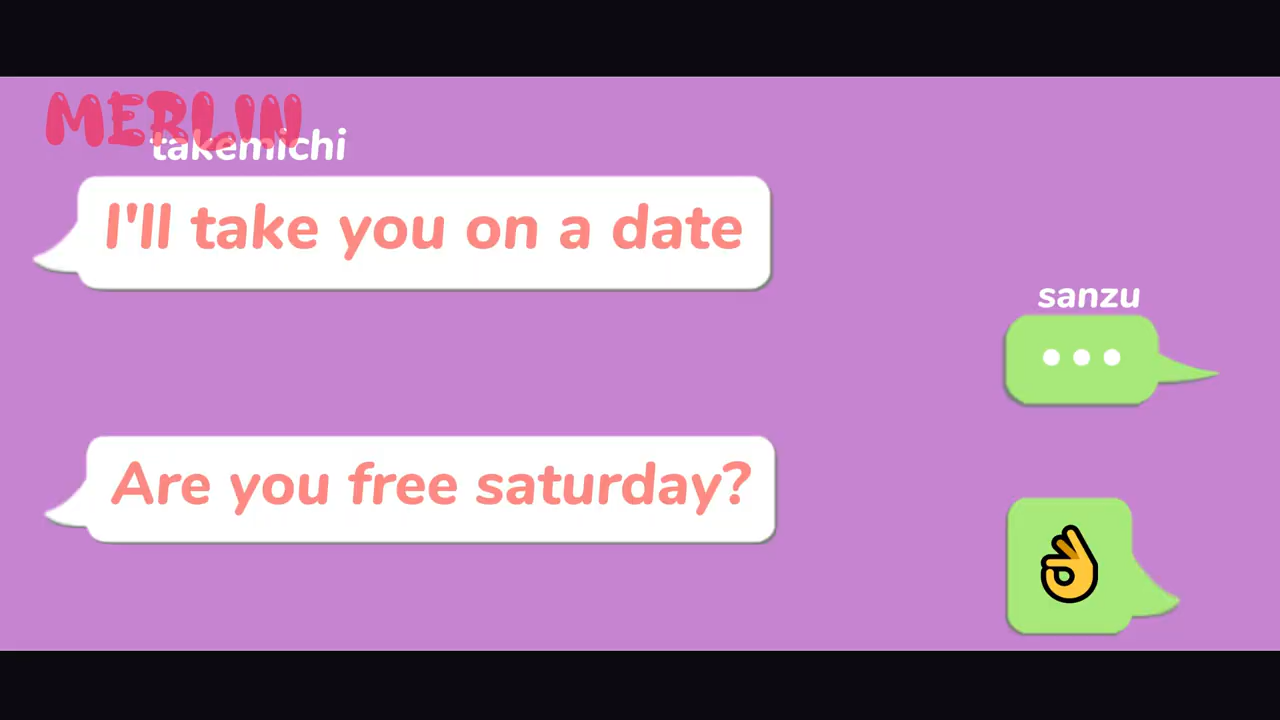 MERLIN
takemichi
I'll take you on a date
sanzu
•••
Are you free saturday?
👌